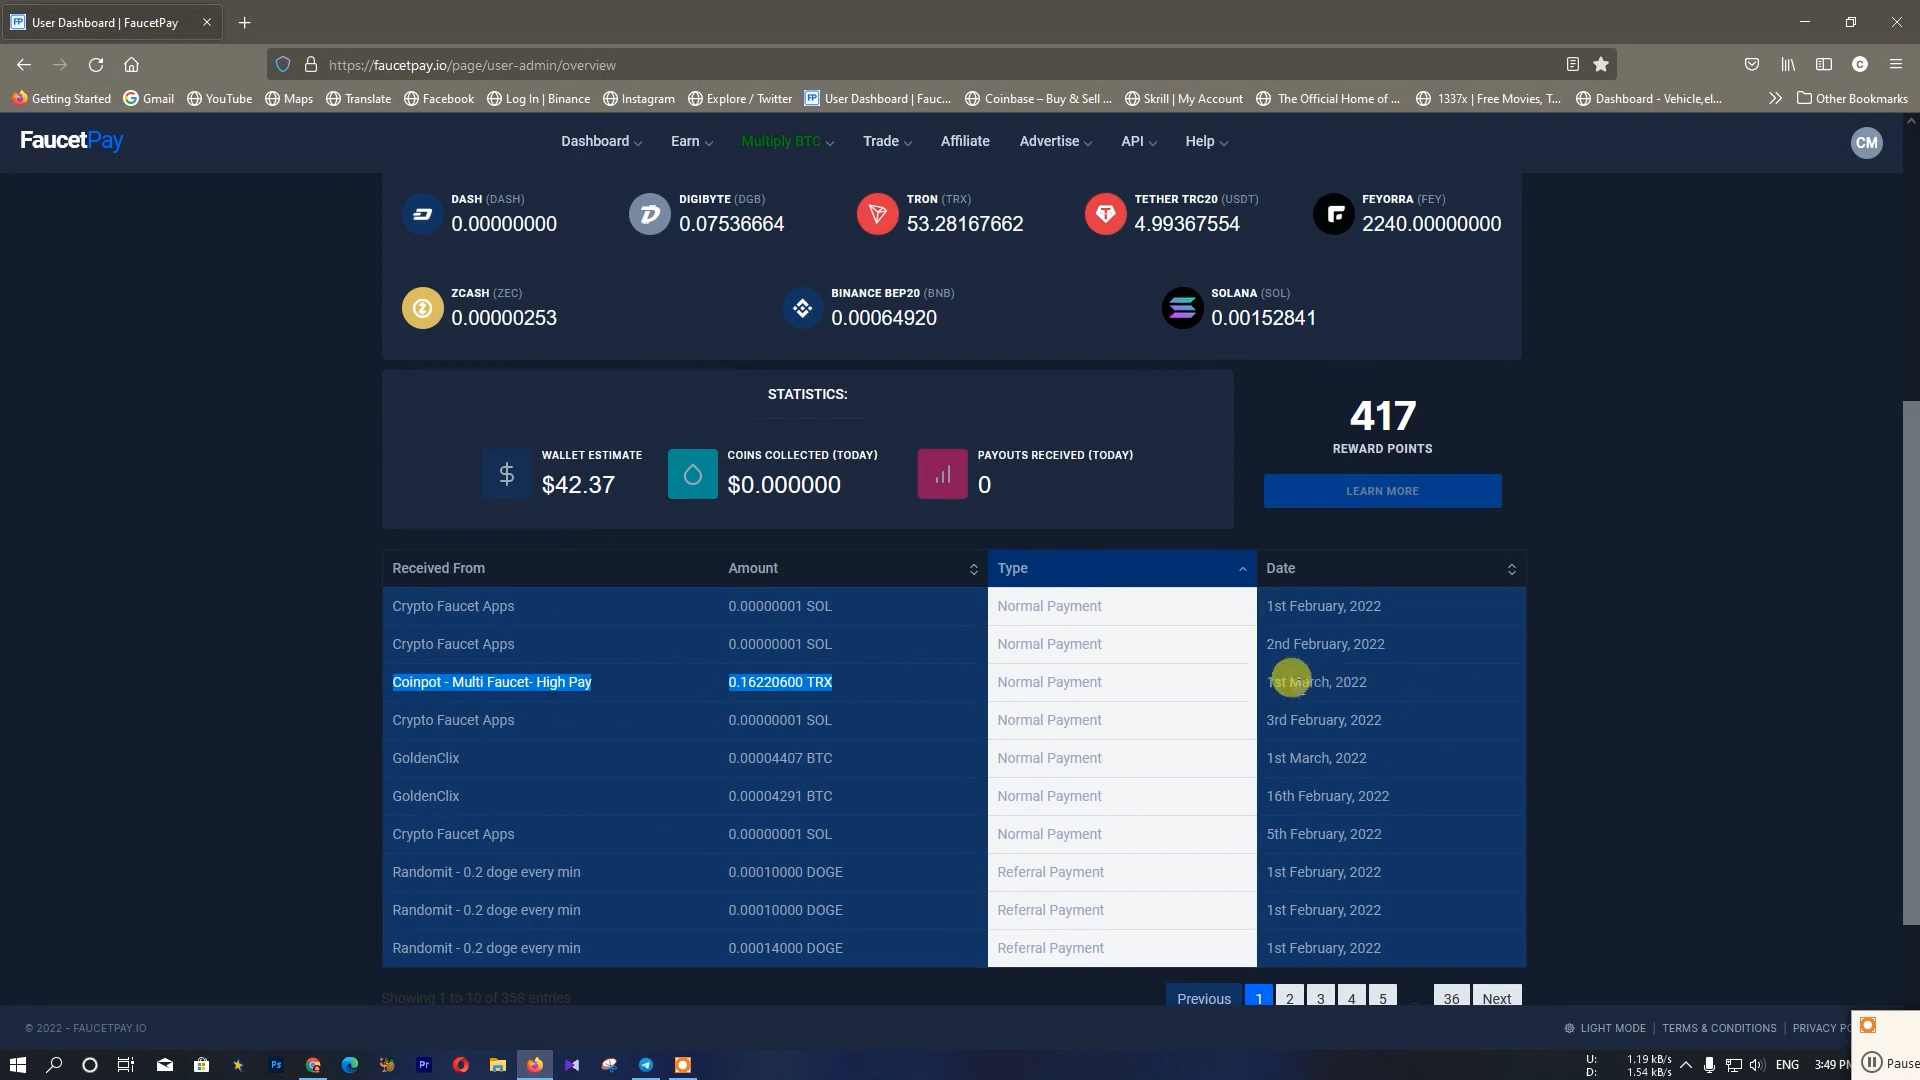 User Dashboard | FaucetPay
https://faucetpay.io/page/user-admin/overview
Getting Started Gmail YouTube Maps Translate Facebook Log In | Binance Instagram Explore / Twitter User Dashboard | Fauc... Coinbase – Buy & Sell ... Skrill | My Account The Official Home of ... 1337x | Free Movies, T... Dashboard - Vehicle,el... Other Bookmarks
FaucetPay Dashboard Earn Multiply BTC Trade Affiliate Advertise API Help CM
DASH (DASH) DIGIBYTE (DGB) TRON (TRX) TETHER TRC20 (USDT) FEYORRA (FEY)
0.00000000 0.07536664 53.28167662 4.99367554 2240.00000000
ZCASH (ZEC) BINANCE BEP20 (BNB) SOLANA (SOL)
0.00000253 0.00064920 0.00152841
STATISTICS:
417
REWARD POINTS
LEARN MORE
WALLET ESTIMATE COINS COLLECTED (TODAY) PAYOUTS RECEIVED (TODAY)
$42.37 $0.000000 0
Received From Amount Type Date
Crypto Faucet Apps 0.00000001 SOL Normal Payment 1st February, 2022
Crypto Faucet Apps 0.00000001 SOL Normal Payment 2nd February, 2022
Coinpot - Multi Faucet- High Pay 0.16220600 TRX Normal Payment 1st March, 2022
Crypto Faucet Apps 0.00000001 SOL Normal Payment 3rd February, 2022
GoldenClix 0.00004407 BTC Normal Payment 1st March, 2022
GoldenClix 0.00004291 BTC Normal Payment 16th February, 2022
Crypto Faucet Apps 0.00000001 SOL Normal Payment 5th February, 2022
Randomit - 0.2 doge every min 0.00010000 DOGE Referral Payment 1st February, 2022
Randomit - 0.2 doge every min 0.00010000 DOGE Referral Payment 1st February, 2022
Randomit - 0.2 doge every min 0.00014000 DOGE Referral Payment 1st February, 2022
Showing 1 to 10 of 358 entries Previous 1 2 3 4 5 ... 36 Next
© 2022 - FAUCETPAY.IO LIGHT MODE | TERMS & CONDITIONS | PRIVACY PO
U: 1.19 kB/s
D: 1.54 kB/s
ENG 3:49 PM Pause